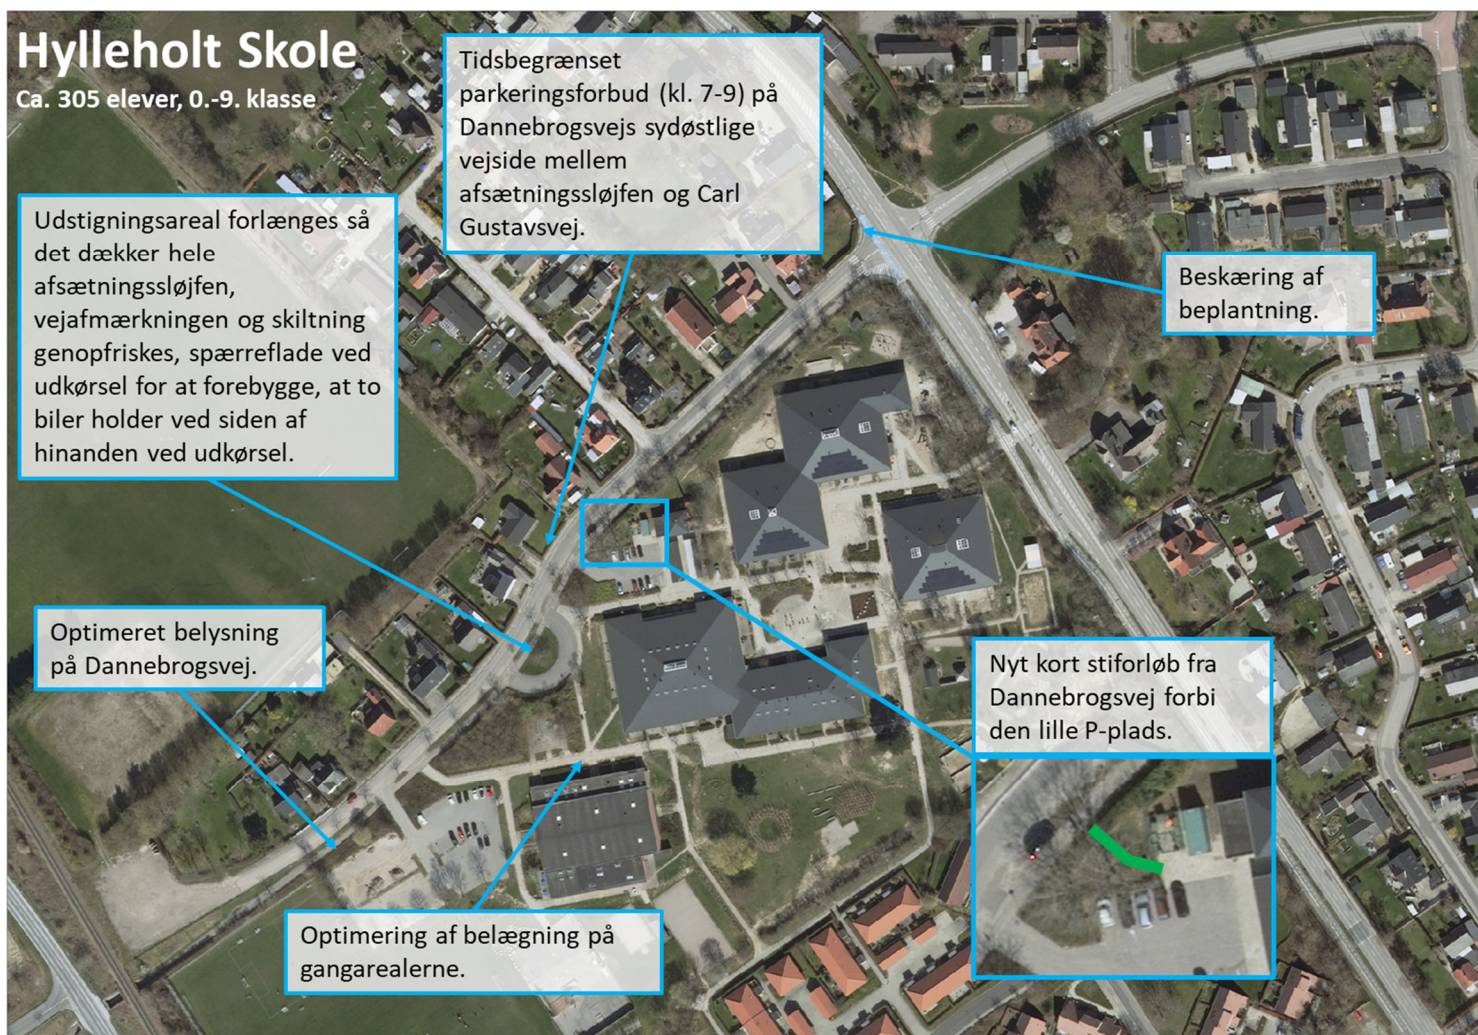 Hylleholt Skole
Ca. 305 elever, 0.-9. klasse
Tidsbegrænset
parkeringsforbud (kl. 7-9) på
Dannebrogsvejs sydøstlige
vejside mellem
afsætningssløjfen og Carl
Gustavsvej.
Udstigningsareal forlænges så
det dækker hele
afsætningssløjfen,
vejafmærkningen og skiltning
genopfriskes, spærreflade ved
udkørsel for at forebygge, at to
biler holder ved siden af
hinanden ved udkørsel.
Beskæring af
beplantning.
Optimeret belysning
på Dannebrogsvej.
Nyt kort stiforløb fra
Dannebrogsvej forbi
den lille P-plads.
Optimering af belægning på
gangarealerne.